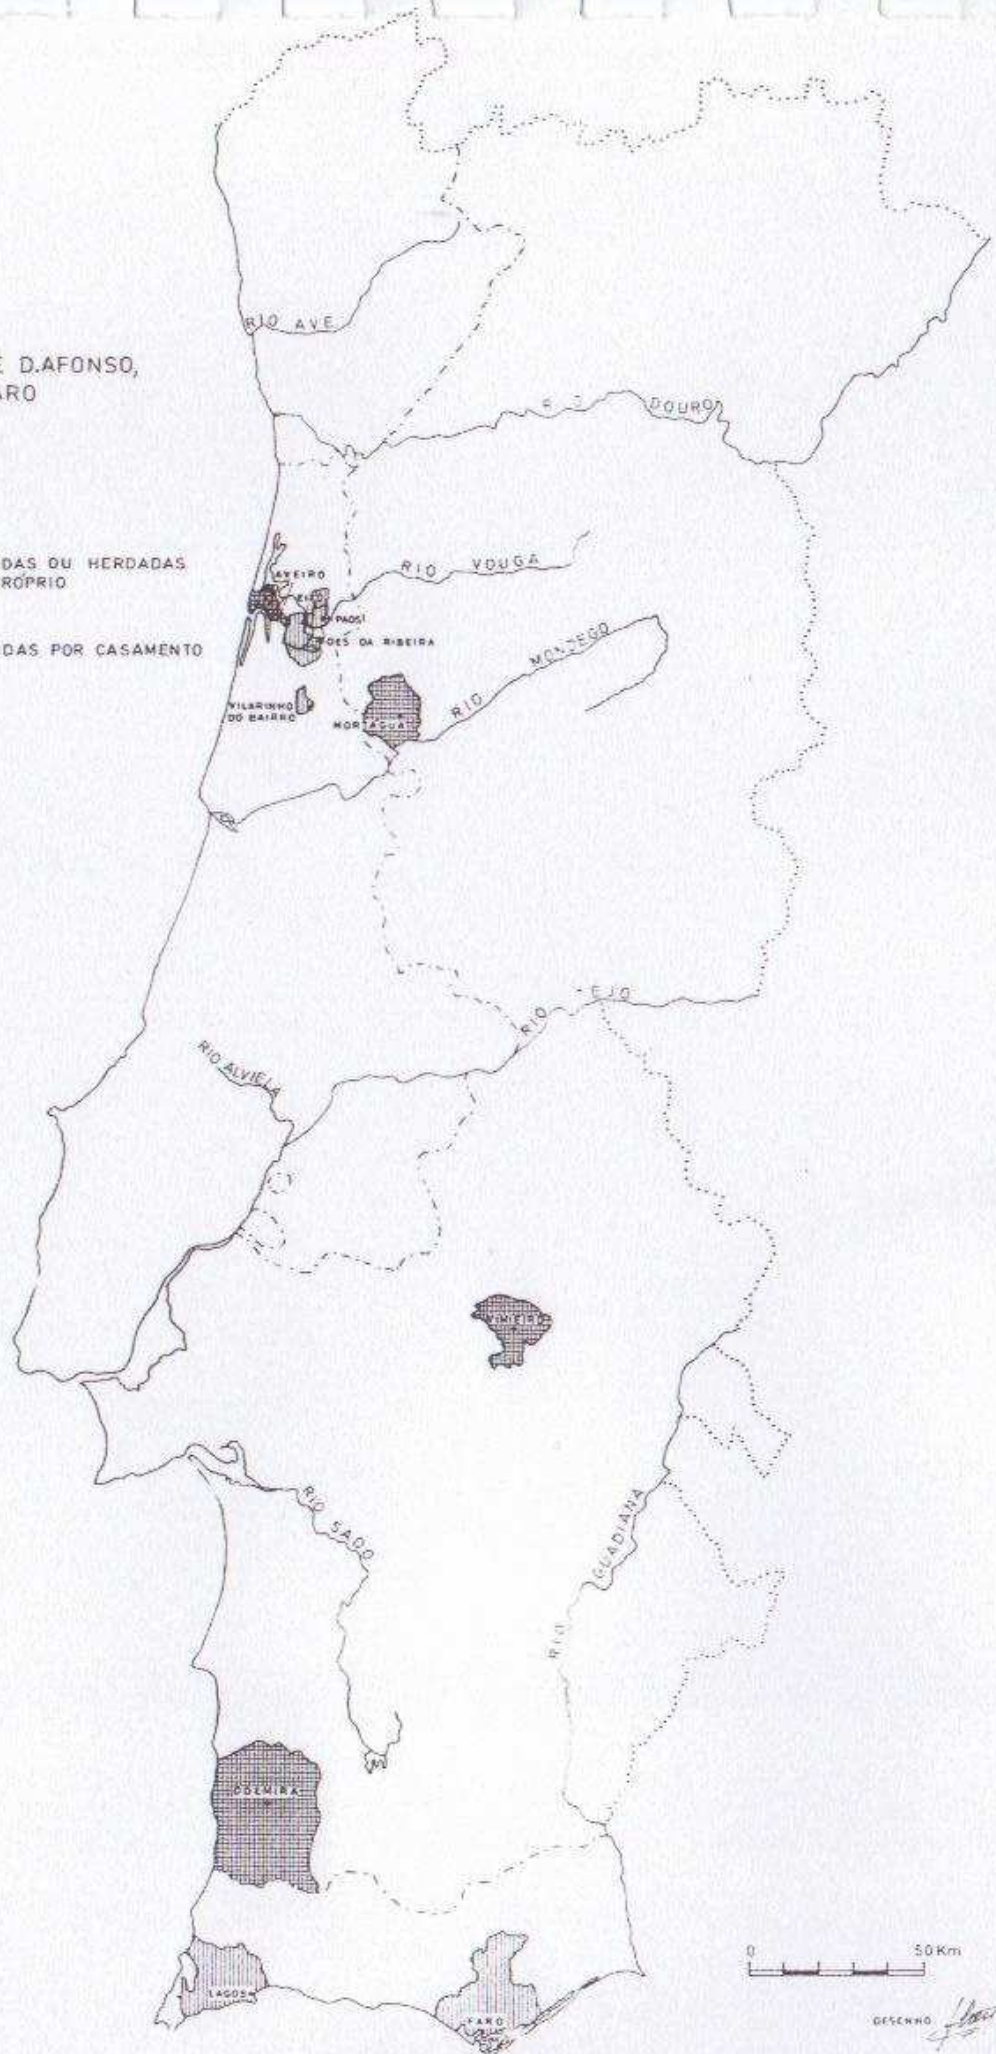 E D.AFONSO,
ARO
DAS OU HERDADAS
RÓPRIO
DAS POR CASAMENTO
RIO AVE
DOURO
RIO VOUGA
AVEIRO
PAOS
OES DA RIBEIRA
RIO MONDEGO
VILARINHO
DO BAIRRO
MORTAGUA
RIO EJO
RIO ALVIELA
VIMIEIRO
RIO SADO
RIO GUADIANA
ODEMIRA
LAGOS
FARO
0 50 Km
DESENHO